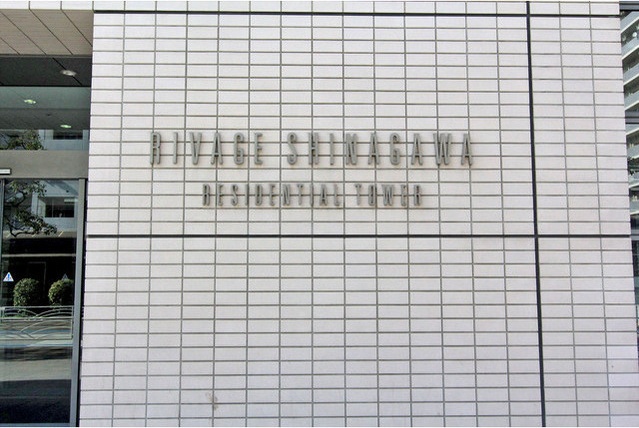 RIVAGE SHINAGAWA
RESIDENTIAL TOWER